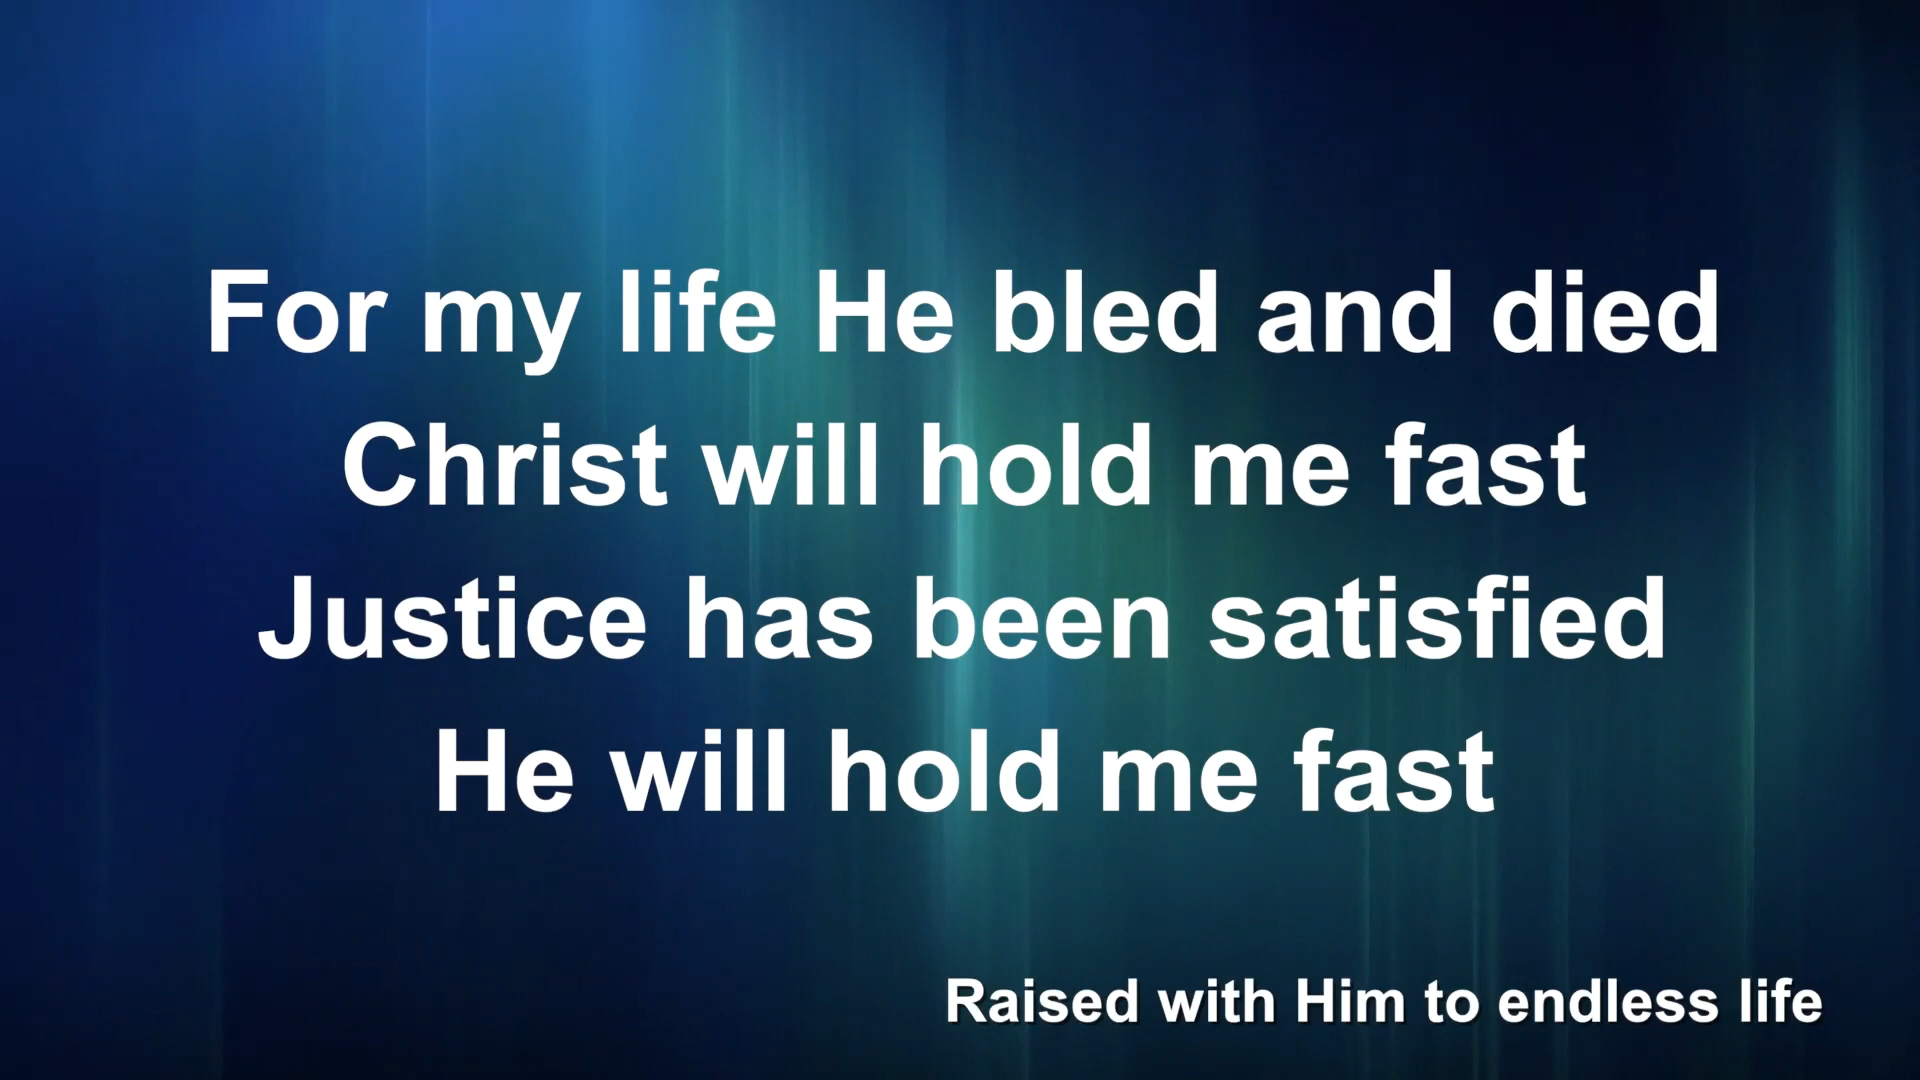 For my life He bled and died
Christ will hold me fast
Justice has been satisfied
He will hold me fast
Raised with Him to endless life